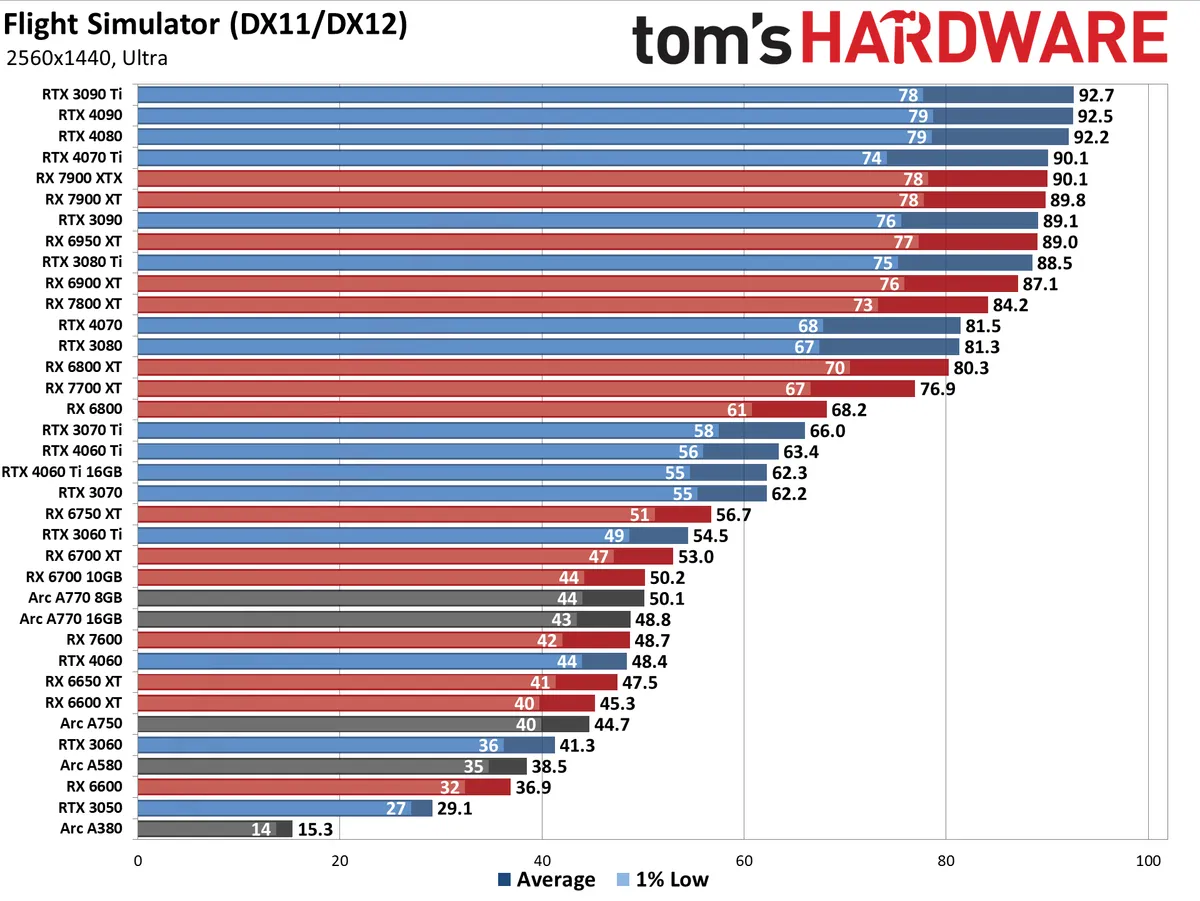 Flight Simulator (DX11/DX12)
2560x1440, Ultra
tom's HARDWARE
RTX 3090 Ti 78 92.7
RTX 4090 79 92.5
RTX 4080 79 92.2
RTX 4070 Ti 74 90.1
RX 7900 XTX 78 90.1
RX 7900 XT 78 89.8
RTX 3090 76 89.1
RX 6950 XT 77 89.0
RTX 3080 Ti 75 88.5
RX 6900 XT 76 87.1
RX 7800 XT 73 84.2
RTX 4070 68 81.5
RTX 3080 67 81.3
RX 6800 XT 70 80.3
RX 7700 XT 67 76.9
RX 6800 61 68.2
RTX 3070 Ti 58 66.0
RTX 4060 Ti 56 63.4
RTX 4060 Ti 16GB 55 62.3
RTX 3070 55 62.2
RX 6750 XT 51 56.7
RTX 3060 Ti 49 54.5
RX 6700 XT 47 53.0
RX 6700 10GB 44 50.2
Arc A770 8GB 44 50.1
Arc A770 16GB 43 48.8
RX 7600 42 48.7
RTX 4060 44 48.4
RX 6650 XT 41 47.5
RX 6600 XT 40 45.3
Arc A750 40 44.7
RTX 3060 36 41.3
Arc A580 35 38.5
RX 6600 32 36.9
RTX 3050 27 29.1
Arc A380 14 15.3
0 20 40 60 80 100
Average 1% Low